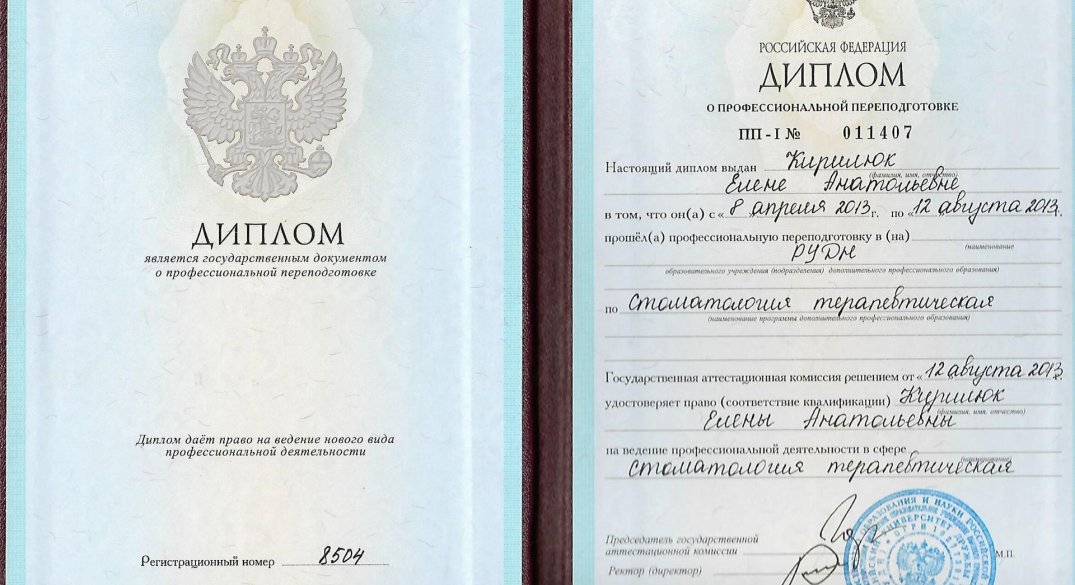 ДИПЛОМ
является государственным документом
о профессиональной переподготовке
Диплом даёт право на ведение нового вида
профессиональной деятельности
Регистрационный номер 8504
РОССИЙСКАЯ ФЕДЕРАЦИЯ
ДИПЛОМ
О ПРОФЕССИОНАЛЬНОЙ ПЕРЕПОДГОТОВКЕ
ПП - I № 011407
Настоящий диплом выдан Кирилюк
(фамилия, имя, отчество)
Елене Анатольевне
в том, что он(а) с «8 апреля 2013 г. по «12 августа 2013 г.
прошёл(а) профессиональную переподготовку в (на)
(наименование
РУДН
образовательного учреждения (подразделения) дополнительного профессионального образования)
по Стоматология терапевтическая
(наименование программы дополнительного профессионального образования)
Государственная аттестационная комиссия решением от «12 августа 2013 г.
удостоверяет право (соответствие квалификации) Кирилюк
(фамилия, имя, отчество)
Елены Анатольевны
на ведение профессиональной деятельности в сфере
(наименование)
стоматология терапевтическая
Председатель государственной
аттестационной комиссии
М.П.
Ректор (директор)